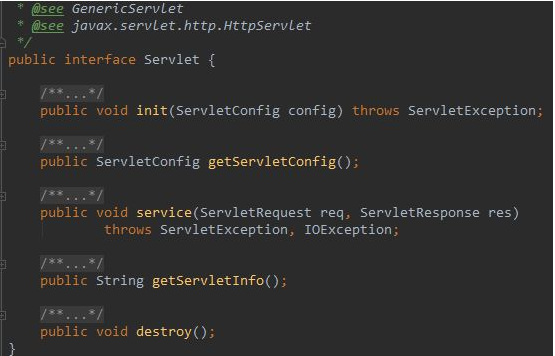 * @see GenericServlet
* @see javax.servlet.http.HttpServlet
*/
public interface Servlet {
/**...*/
public void init(ServletConfig config) throws ServletException;
/**...*/
public ServletConfig getServletConfig();
/**...*/
public void service(ServletRequest req, ServletResponse res)
throws ServletException, IOException;
/**...*/
public String getServletInfo();
/**...*/
public void destroy();
}